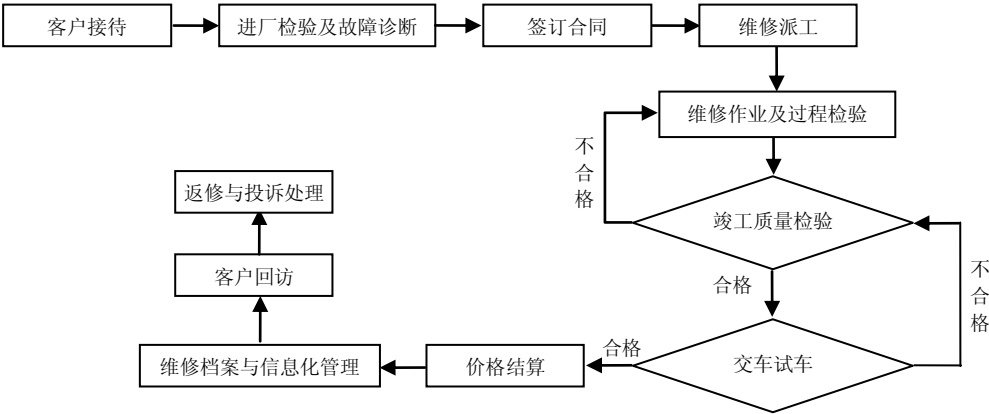 客户接待
进厂检验及故障诊断
签订合同
维修派工
维修作业及过程检验
不合格
竣工质量检验
合格
不合格
交车试车
合格
价格结算
维修档案与信息化管理
客户回访
返修与投诉处理